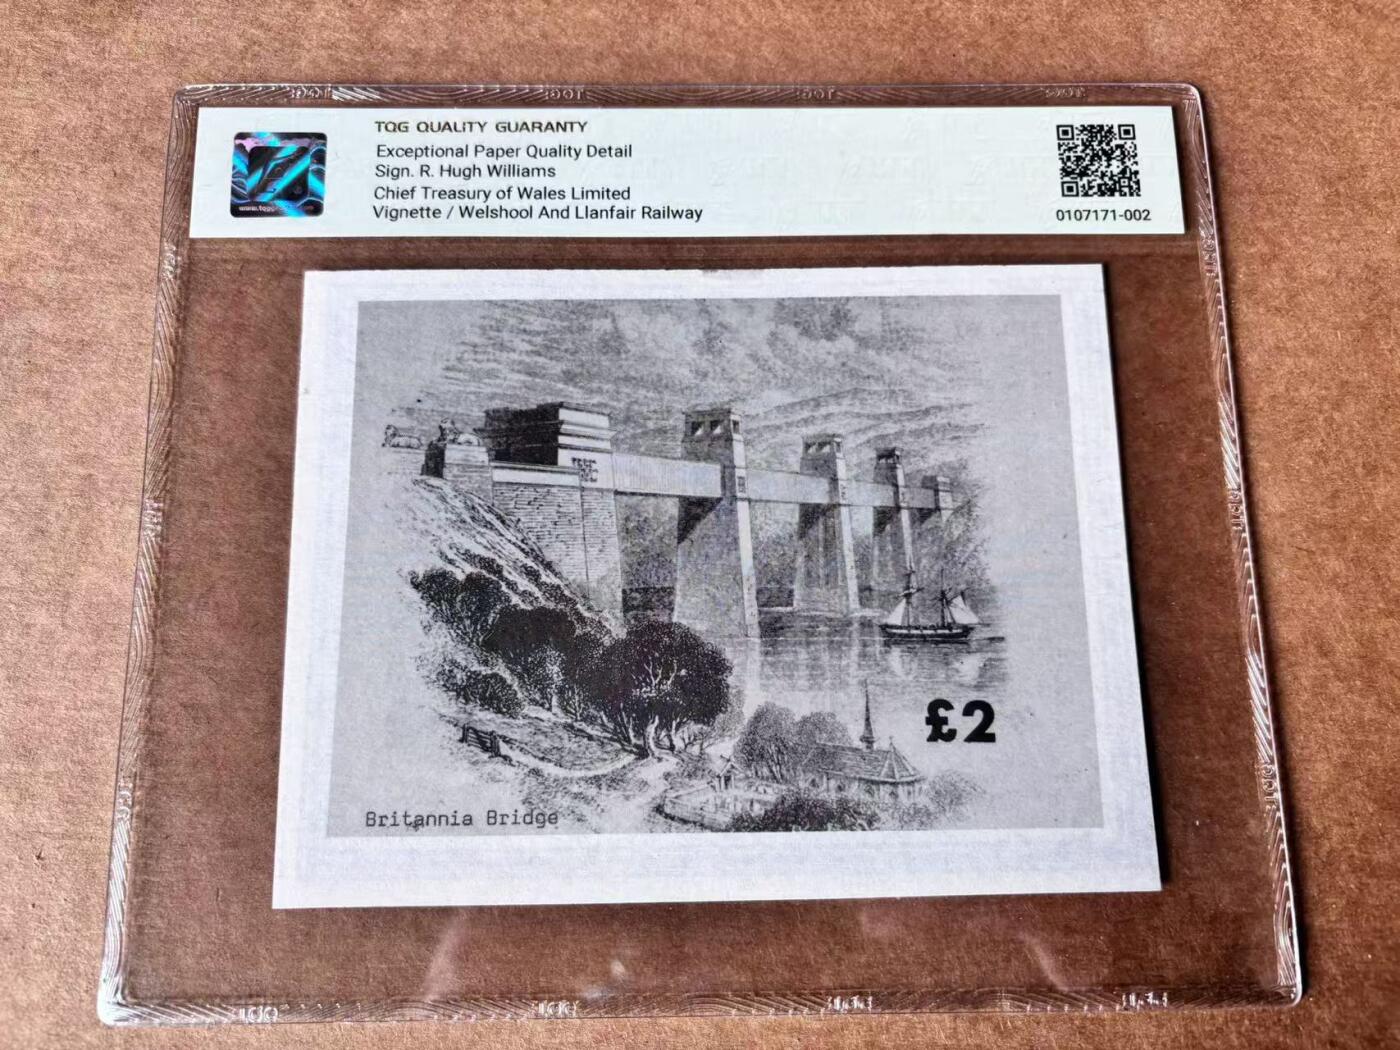 TQG QUALITY GUARANTY
Exceptional Paper Quality Detail
Sign. R. Hugh Williams
Chief Treasury of Wales Limited
Vignette / Welshool And Llanfair Railway
0107171-002
£2
Britannia Bridge